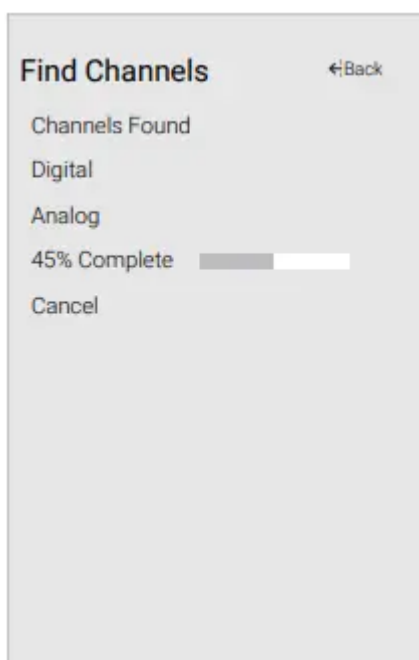 Find Channels
Back
Channels Found
Digital
Analog
45% Complete
Cancel